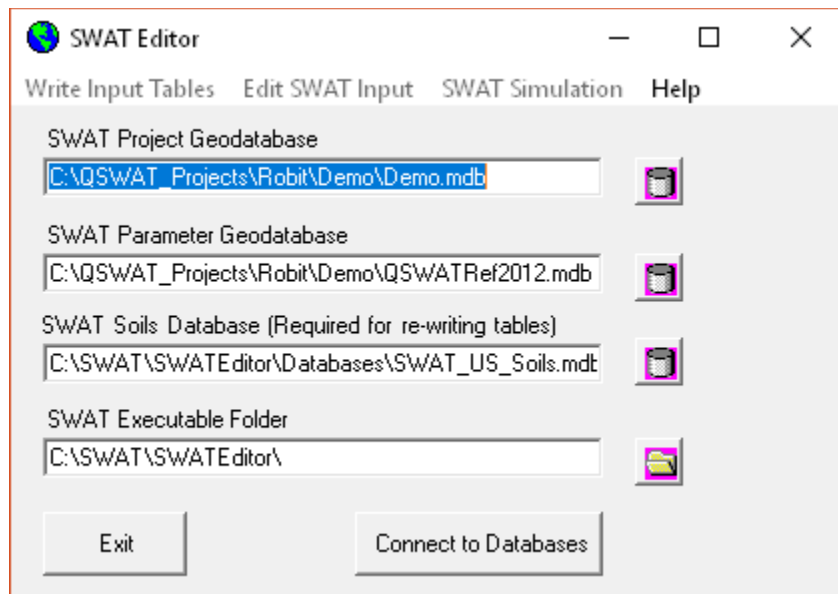 SWAT Editor
Write Input Tables Edit SWAT Input SWAT Simulation Help
SWAT Project Geodatabase
C:\QSWAT_Projects\Robit\Demo\Demo.mdb
SWAT Parameter Geodatabase
C:\QSWAT_Projects\Robit\Demo\QSWATRef2012.mdb
SWAT Soils Database (Required for re-writing tables)
C:\SWAT\SWATEditor\Databases\SWAT_US_Soils.mdb
SWAT Executable Folder
C:\SWAT\SWATEditor\
Exit Connect to Databases